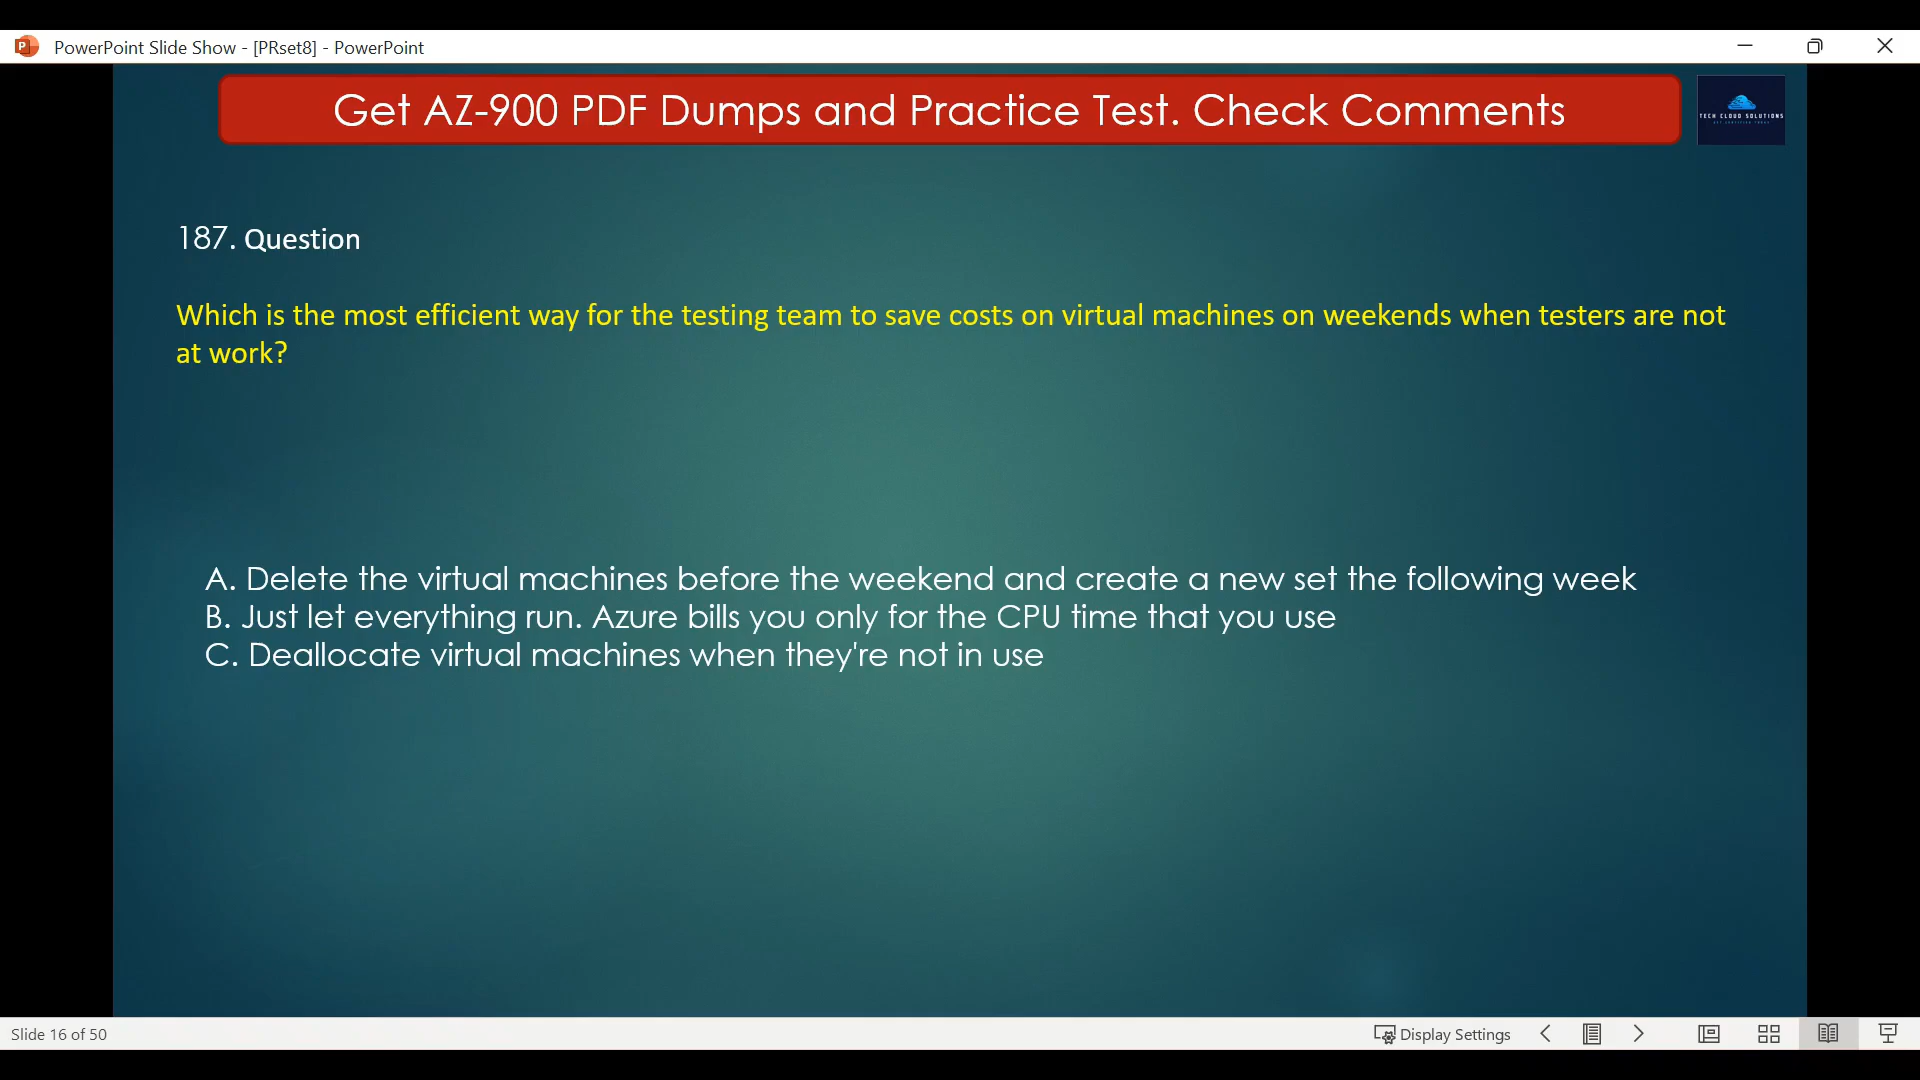 PowerPoint Slide Show - [PRset8] - PowerPoint
Get AZ-900 PDF Dumps and Practice Test. Check Comments
TECH CLOUD SOLUTIONS
187. Question
Which is the most efficient way for the testing team to save costs on virtual machines on weekends when testers are not
at work?
A. Delete the virtual machines before the weekend and create a new set the following week
B. Just let everything run. Azure bills you only for the CPU time that you use
C. Deallocate virtual machines when they're not in use
Slide 16 of 50
Display Settings